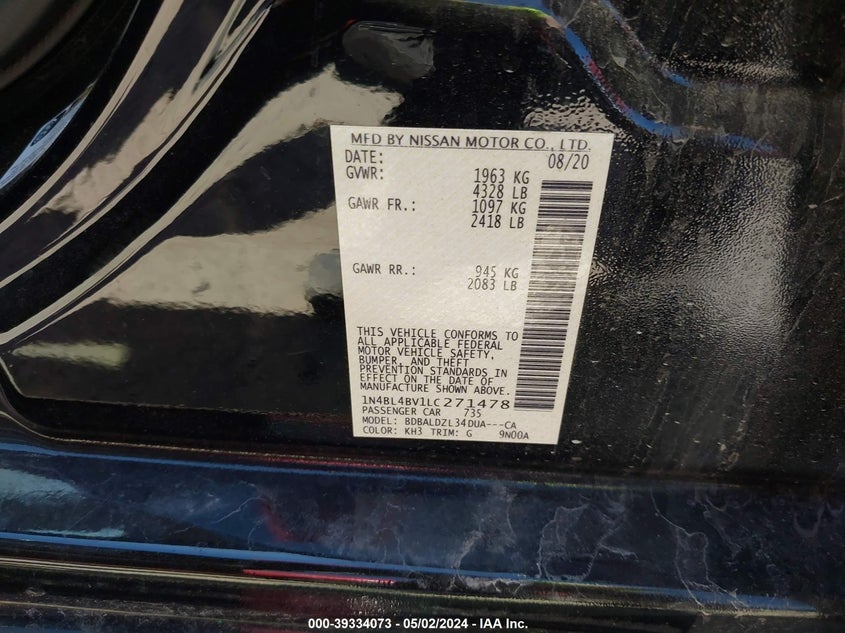 MFD BY NISSAN MOTOR CO., LTD.
DATE: 08/20
GVWR: 1963 KG
4328 LB
GAWR FR.: 1097 KG
2418 LB
GAWR RR.: 945 KG
2083 LB
THIS VEHICLE CONFORMS TO
ALL APPLICABLE FEDERAL
MOTOR VEHICLE SAFETY,
BUMPER, AND THEFT
PREVENTION STANDARDS IN
EFFECT ON THE DATE OF
MANUFACTURE SHOWN ABOVE.
1N4BL4BV1LC271478
PASSENGER CAR 735
MODEL: BDBALDZL34DUA---CA
COLOR: KH3 TRIM: G 9N00A
000-39334073 - 05/02/2024 - IAA Inc.